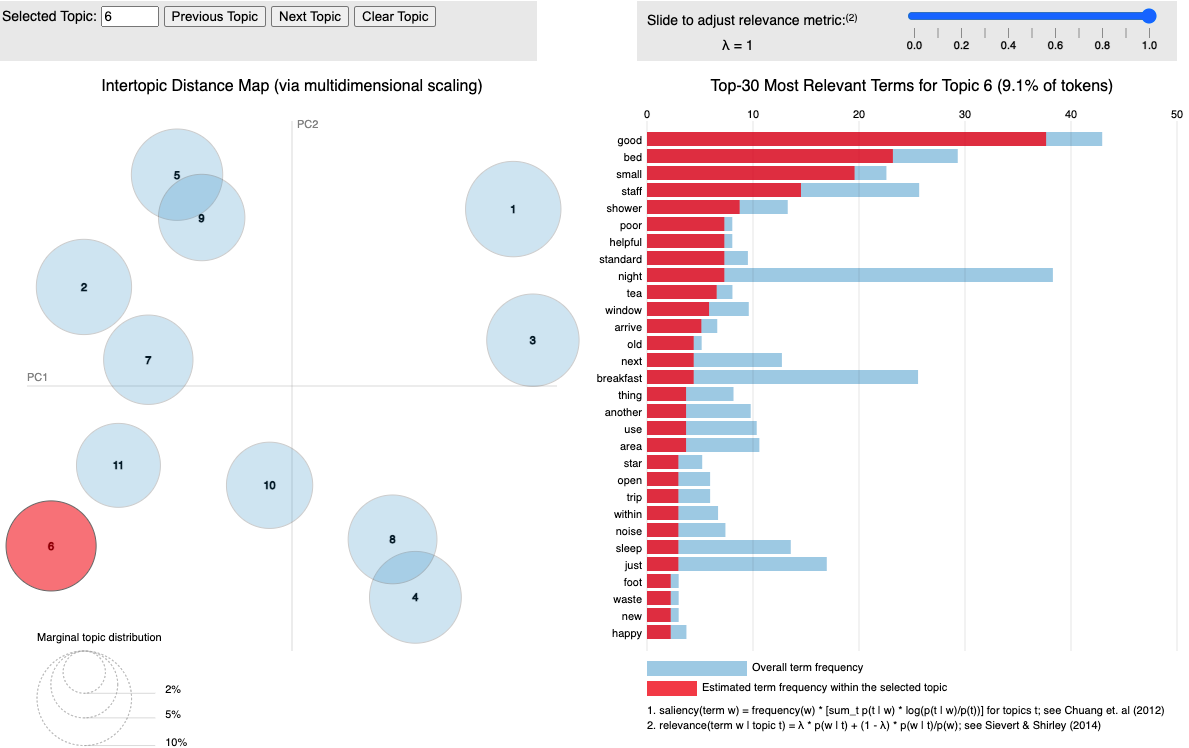 Selected Topic: 6 Previous Topic Next Topic Clear Topic
Slide to adjust relevance metric:(2)
λ = 1
0.0 0.2 0.4 0.6 0.8 1.0
Intertopic Distance Map (via multidimensional scaling)
PC2
PC1
5
9
1
2
3
7
11
10
6
8
4
Marginal topic distribution
2%
5%
10%
Top-30 Most Relevant Terms for Topic 6 (9.1% of tokens)
0 10 20 30 40 50
good
bed
small
staff
shower
poor
helpful
standard
night
tea
window
arrive
old
next
breakfast
thing
another
use
area
star
open
trip
within
noise
sleep
just
foot
waste
new
happy
Overall term frequency
Estimated term frequency within the selected topic
1. saliency(term w) = frequency(w) * [sum_t p(t | w) * log(p(t | w)/p(t))] for topics t; see Chuang et. al (2012)
2. relevance(term w | topic t) = λ * p(w | t) + (1 - λ) * p(w | t)/p(w); see Sievert & Shirley (2014)